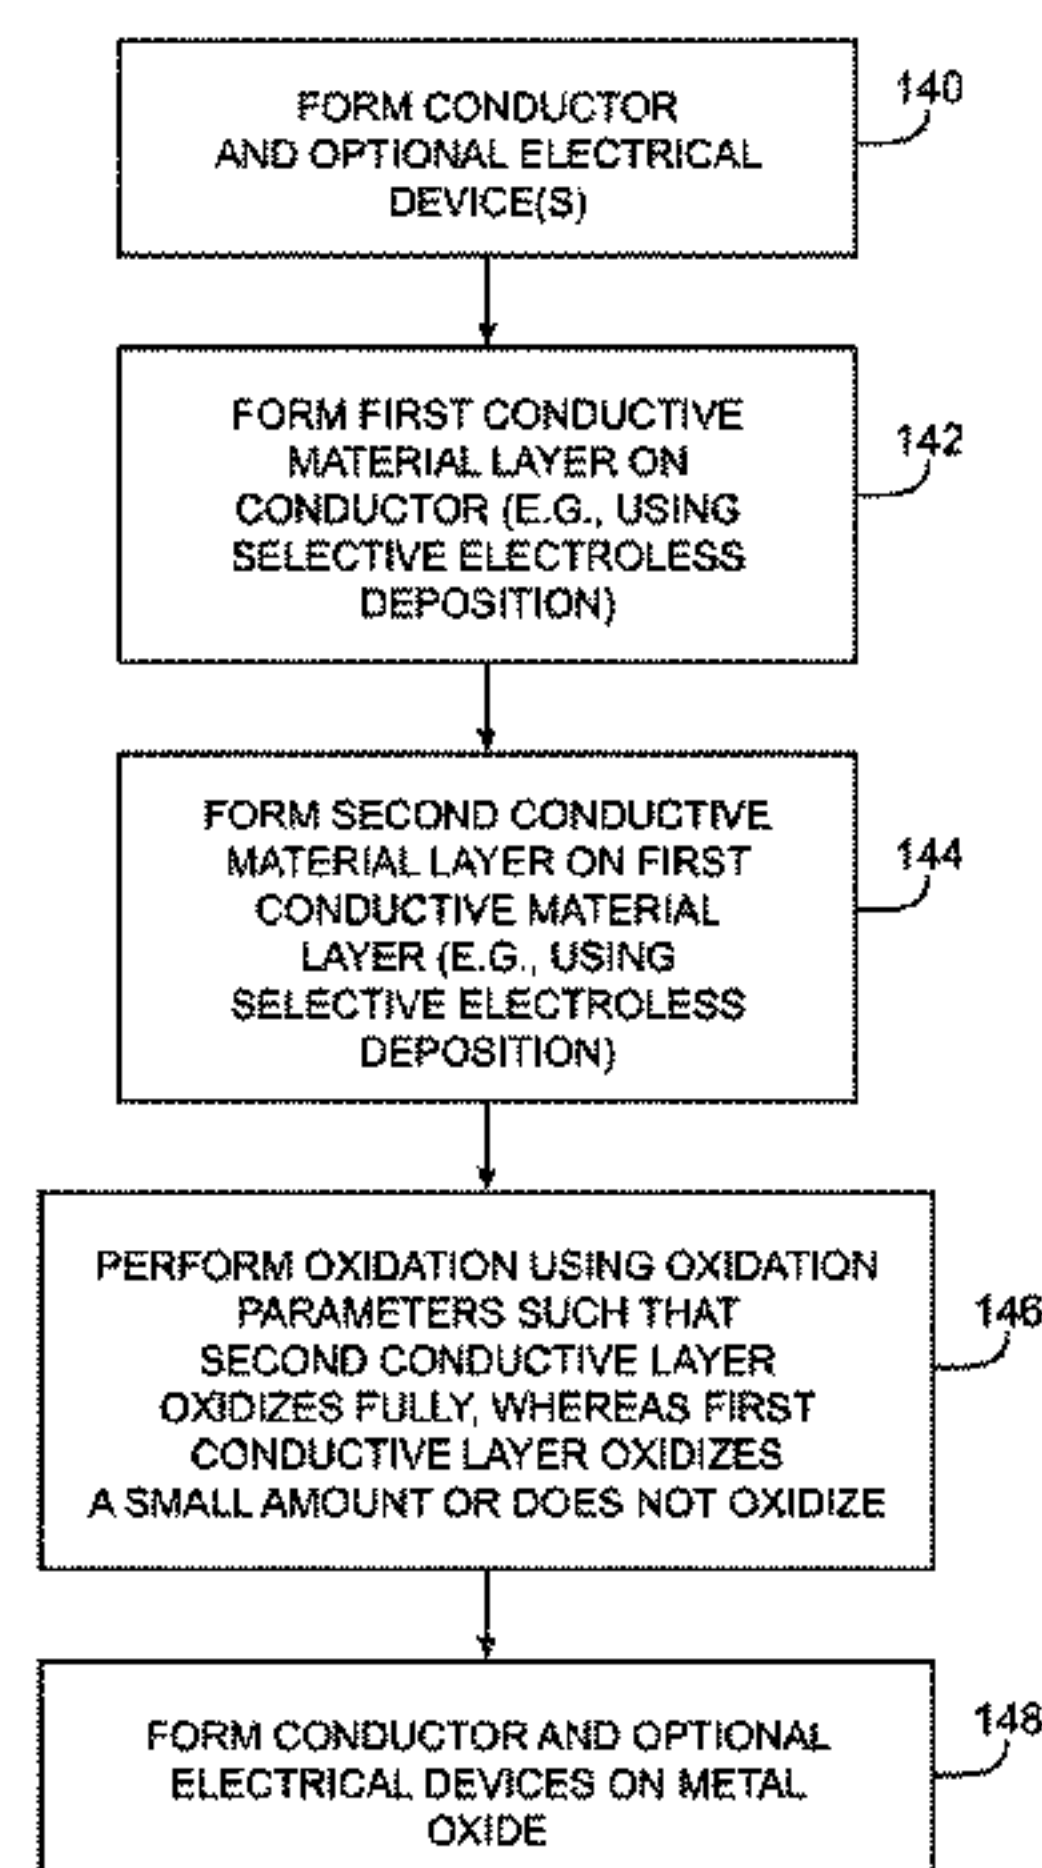 FORM CONDUCTOR
AND OPTIONAL ELECTRICAL
DEVICE(S)
140
FORM FIRST CONDUCTIVE
MATERIAL LAYER ON
CONDUCTOR (E.G., USING
SELECTIVE ELECTROLESS
DEPOSITION)
142
FORM SECOND CONDUCTIVE
MATERIAL LAYER ON FIRST
CONDUCTIVE MATERIAL
LAYER (E.G., USING
SELECTIVE ELECTROLESS
DEPOSITION)
144
PERFORM OXIDATION USING OXIDATION
PARAMETERS SUCH THAT
SECOND CONDUCTIVE LAYER
OXIDIZES FULLY, WHEREAS FIRST
CONDUCTIVE LAYER OXIDIZES
A SMALL AMOUNT OR DOES NOT OXIDIZE
146
FORM CONDUCTOR AND OPTIONAL
ELECTRICAL DEVICES ON METAL
OXIDE
148